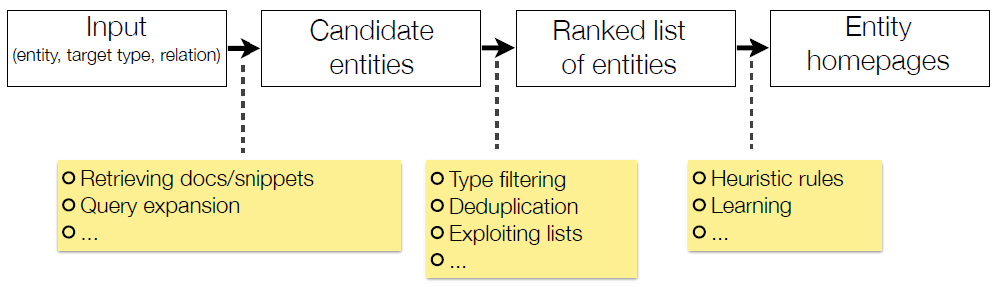 Input
(entity, target type, relation)
Candidate
entities
Ranked list
of entities
Entity
homepages
Retrieving docs/snippets
Query expansion
...
Type filtering
Deduplication
Exploiting lists
...
Heuristic rules
Learning
...